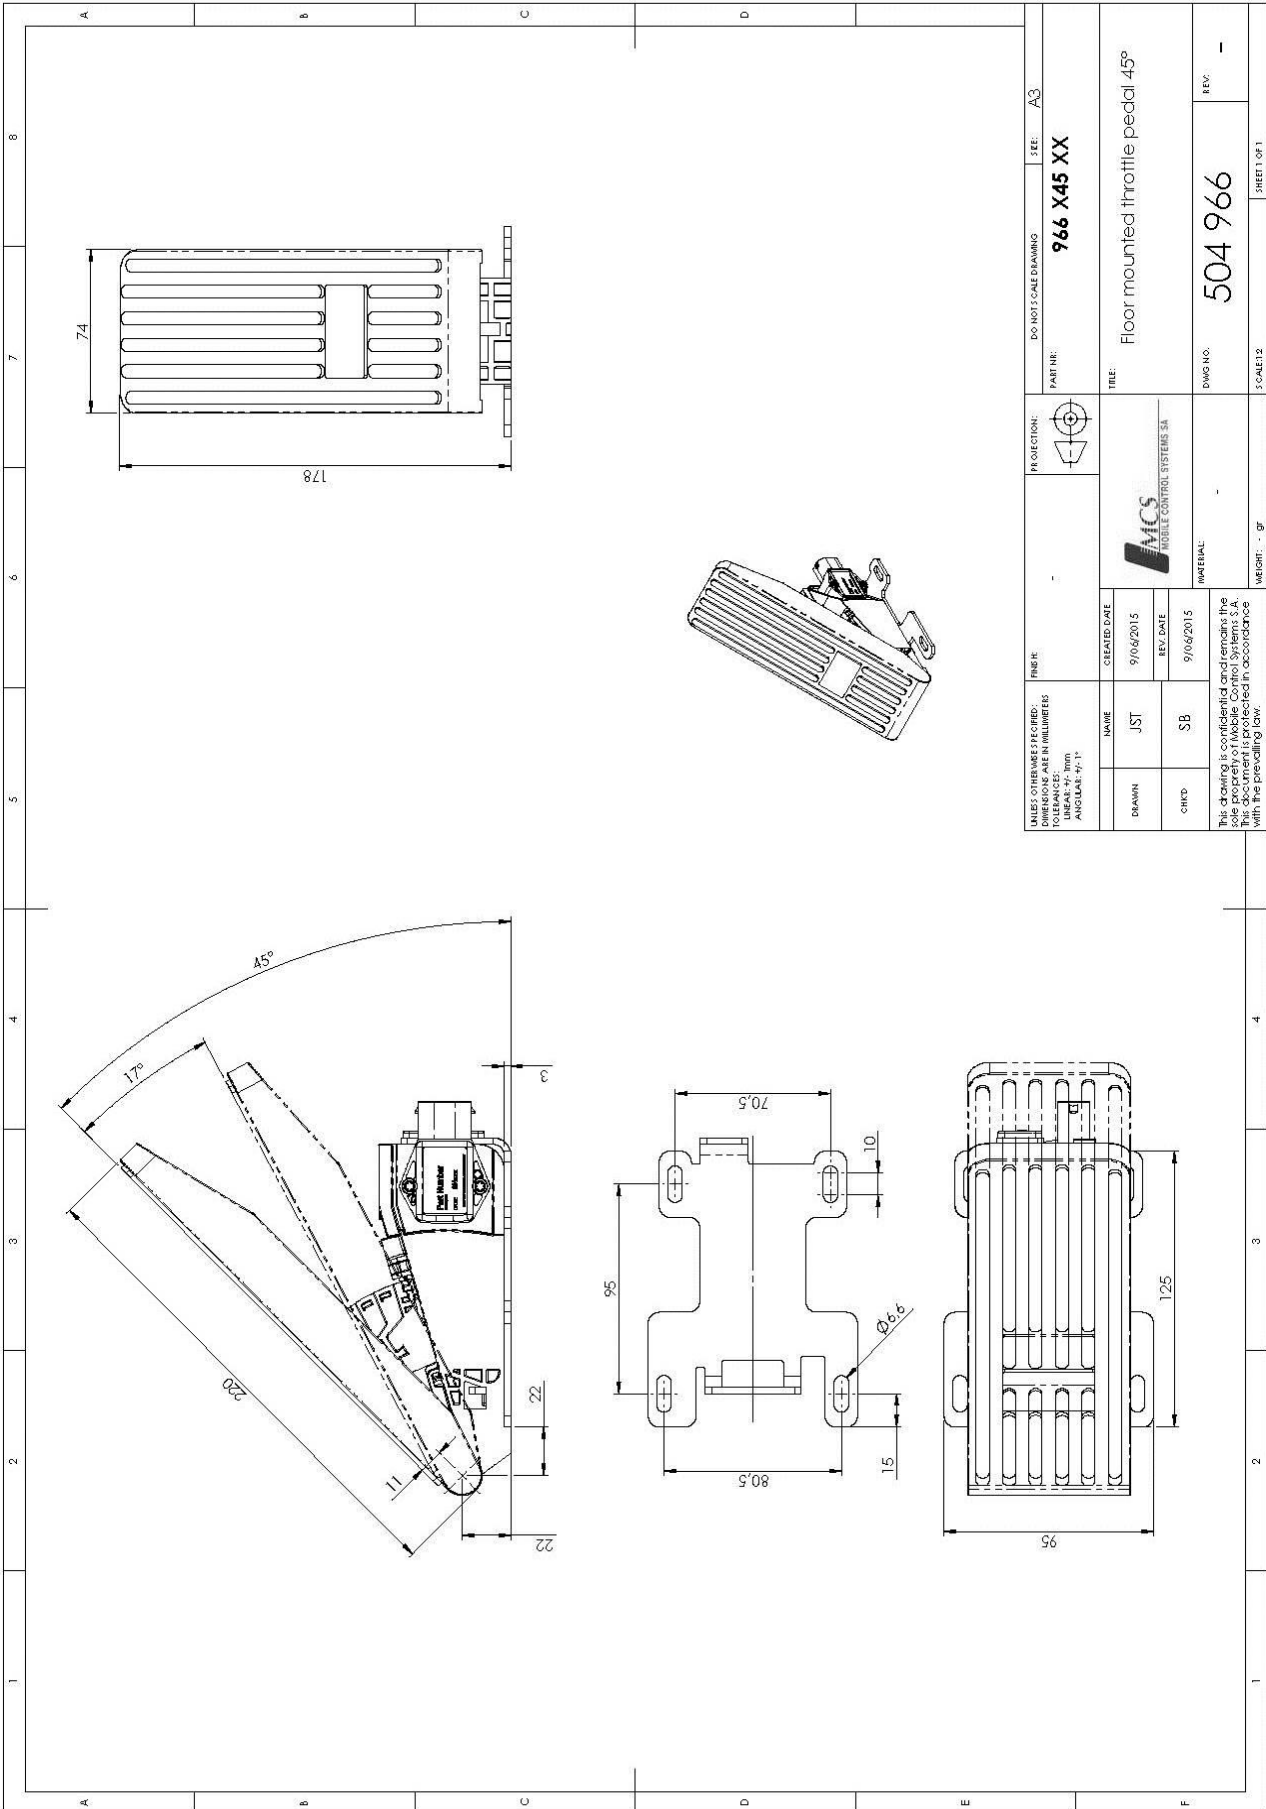 A
B
C
D
8
7
6
5
4
3
2
1
74
178
45°
17°
220
11
22
22
3
Part Number
95
70,5
10
80,5
15
Ø6,6
125
95
UNLESS OTHERWISE SPECIFIED:
DIMENSIONS ARE IN MILLIMETERS
TOLERANCES:
LINEAR: +/- 1mm
ANGULAR: +/- 1°
FINISH:
-
PROJECTION:
DO NOT SCALE DRAWING
SIZE: A3
PART NR:
966 X45 XX
NAME
CREATED DATE
DRAWN
JST
9/06/2015
REV. DATE
CHK'D
SB
9/06/2015
MCS
MOBILE CONTROL SYSTEMS SA
TITLE:
Floor mounted throttle pedal 45°
MATERIAL:
-
DWG NO.
504 966
REV:
-
This drawing is confidential and remains the
sole property of Mobile Control Systems S.A.
This document is protected in accordance
with the prevailing law.
WEIGHT: - gr
SCALE:1:2
SHEET 1 OF 1
A
B
C
D
E
F
4
3
2
1